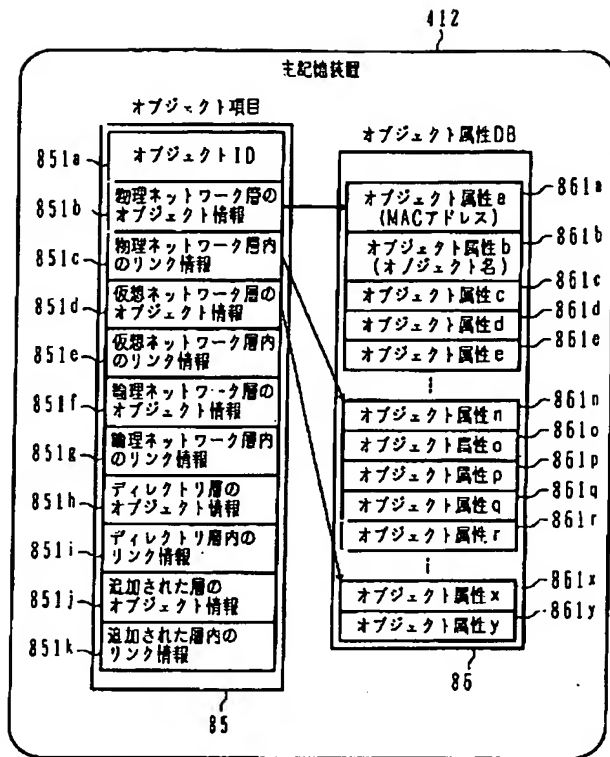 412
主記憶装置
オブジェクト項目
851a
オブジェクトID
851b
物理ネットワーク層の
オブジェクト情報
851c
物理ネットワーク層内
のリンク情報
851d
仮想ネットワーク層の
オブジェクト情報
851e
仮想ネットワーク層内
のリンク情報
851f
論理ネットワーク層の
オブジェクト情報
851g
論理ネットワーク層内
のリンク情報
851h
ディレクトリ層の
オブジェクト情報
851i
ディレクトリ層内の
リンク情報
851j
追加された層の
オブジェクト情報
851k
追加された層内の
リンク情報
85
オブジェクト属性DB
オブジェクト属性a
(MACアドレス)
861a
オブジェクト属性b
(オブジェクト名)
861b
オブジェクト属性c
861c
オブジェクト属性d
861d
オブジェクト属性e
861e
オブジェクト属性n
861n
オブジェクト属性o
861o
オブジェクト属性p
861p
オブジェクト属性q
861q
オブジェクト属性r
861r
オブジェクト属性x
861x
オブジェクト属性y
861y
86